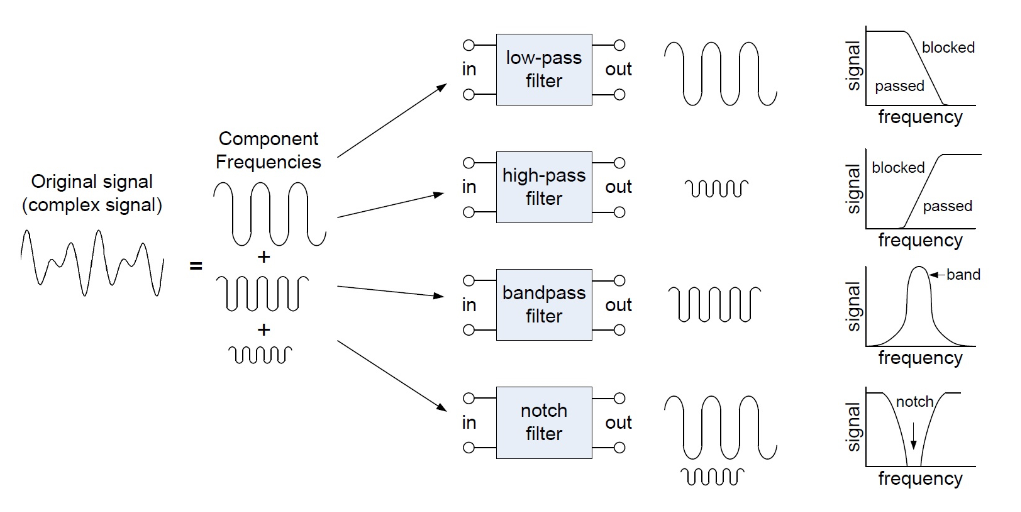 Original signal
(complex signal)
=
Component
Frequencies
+
+
in
low-pass
filter
out
signal
blocked
passed
frequency
in
high-pass
filter
out
signal
blocked
passed
frequency
in
bandpass
filter
out
signal
band
frequency
in
notch
filter
out
signal
notch
frequency